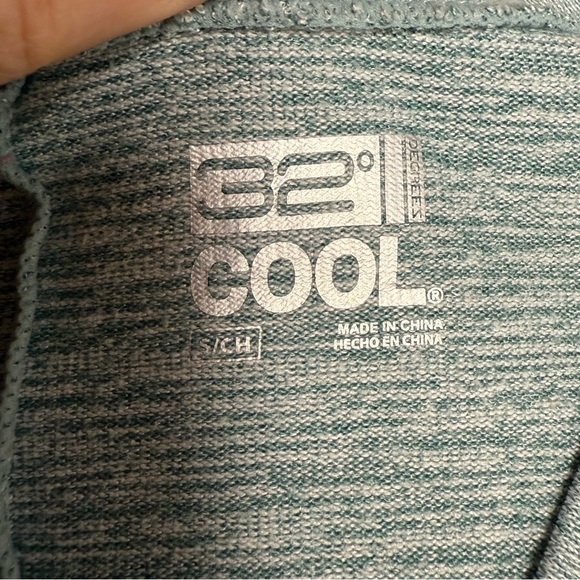 32° DEGREES
COOL®
S/CH
MADE IN CHINA
HECHO EN CHINA